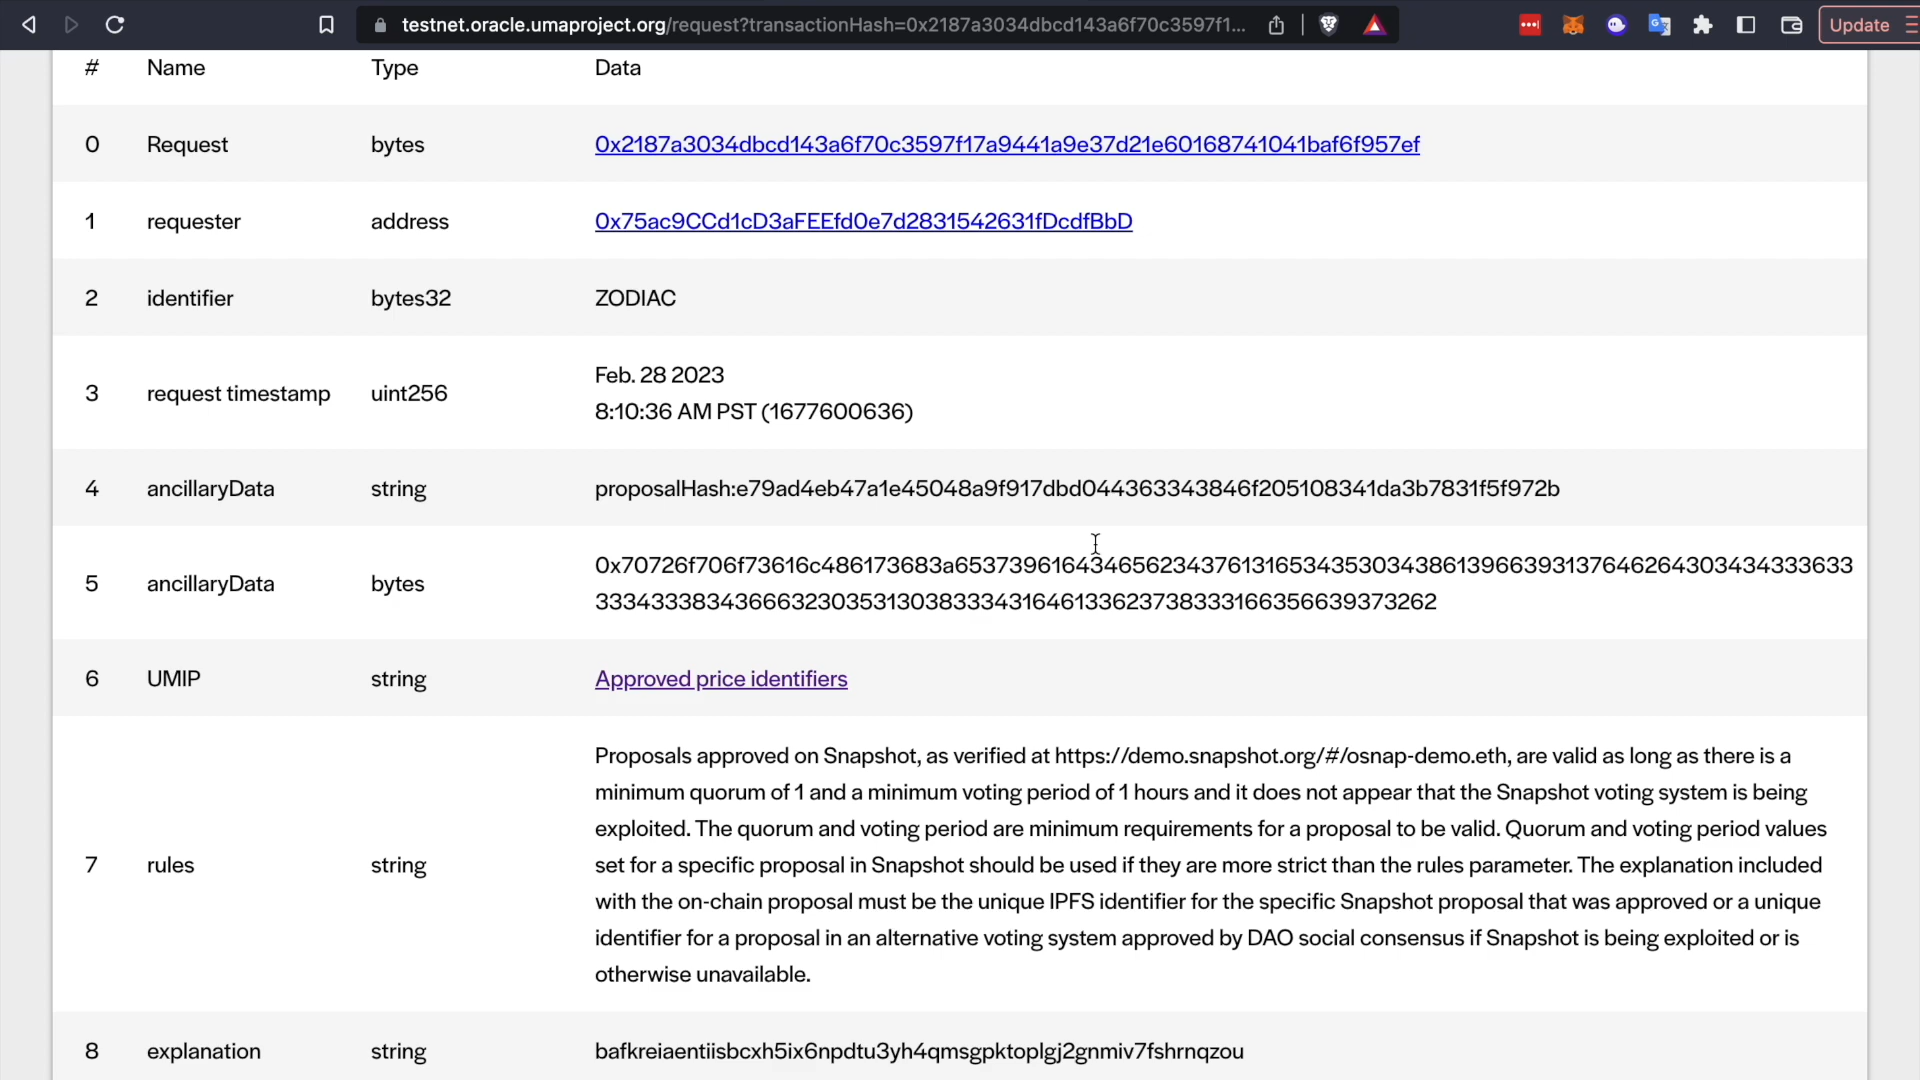 testnet.oracle.umaproject.org/request?transactionHash=0x2187a3034dbcd143a6f70c3597f1...
Update
# Name Type Data
0 Request bytes 0x2187a3034dbcd143a6f70c3597f17a9441a9e37d21e60168741041baf6f957ef
1 requester address 0x75ac9CCd1cD3aFEEfd0e7d2831542631fDcdfBbD
2 identifier bytes32 ZODIAC
3 request timestamp uint256 Feb. 28 2023
8:10:36 AM PST (1677600636)
4 ancillaryData string proposalHash:e79ad4eb47a1e45048a9f917dbd044363343846f205108341da3b7831f5f972b
5 ancillaryData bytes 0x70726f706f73616c486173683a65373961643465623437613165343530343861396639313764626430343433363​3
33343338343666323035313038333431646133623738333166356639373262
6 UMIP string Approved price identifiers
7 rules string Proposals approved on Snapshot, as verified at https://demo.snapshot.org/#/osnap-demo.eth, are valid as long as there is a
minimum quorum of 1 and a minimum voting period of 1 hours and it does not appear that the Snapshot voting system is being
exploited. The quorum and voting period are minimum requirements for a proposal to be valid. Quorum and voting period values
set for a specific proposal in Snapshot should be used if they are more strict than the rules parameter. The explanation included
with the on-chain proposal must be the unique IPFS identifier for the specific Snapshot proposal that was approved or a unique
identifier for a proposal in an alternative voting system approved by DAO social consensus if Snapshot is being exploited or is
otherwise unavailable.
8 explanation string bafkreiaentiisbcxh5ix6npdtu3yh4qmsgpktoplgj2gnmiv7fshrnqzou